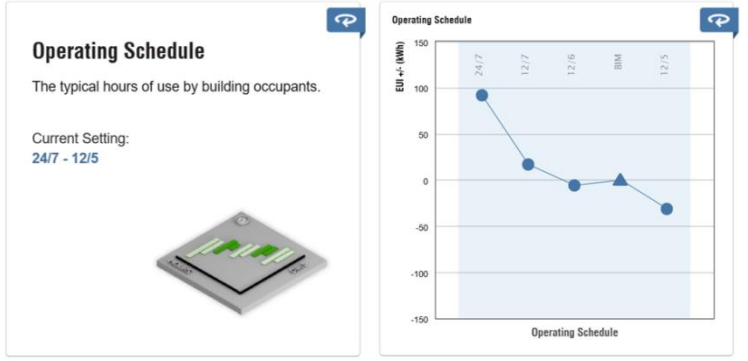 Operating Schedule
The typical hours of use by building occupants.
Current Setting:
24/7 - 12/5
Operating Schedule
EUI +/- (kWh)
150
100
50
0
-50
-100
-150
24/7
12/7
12/6
BIM
12/5
Operating Schedule